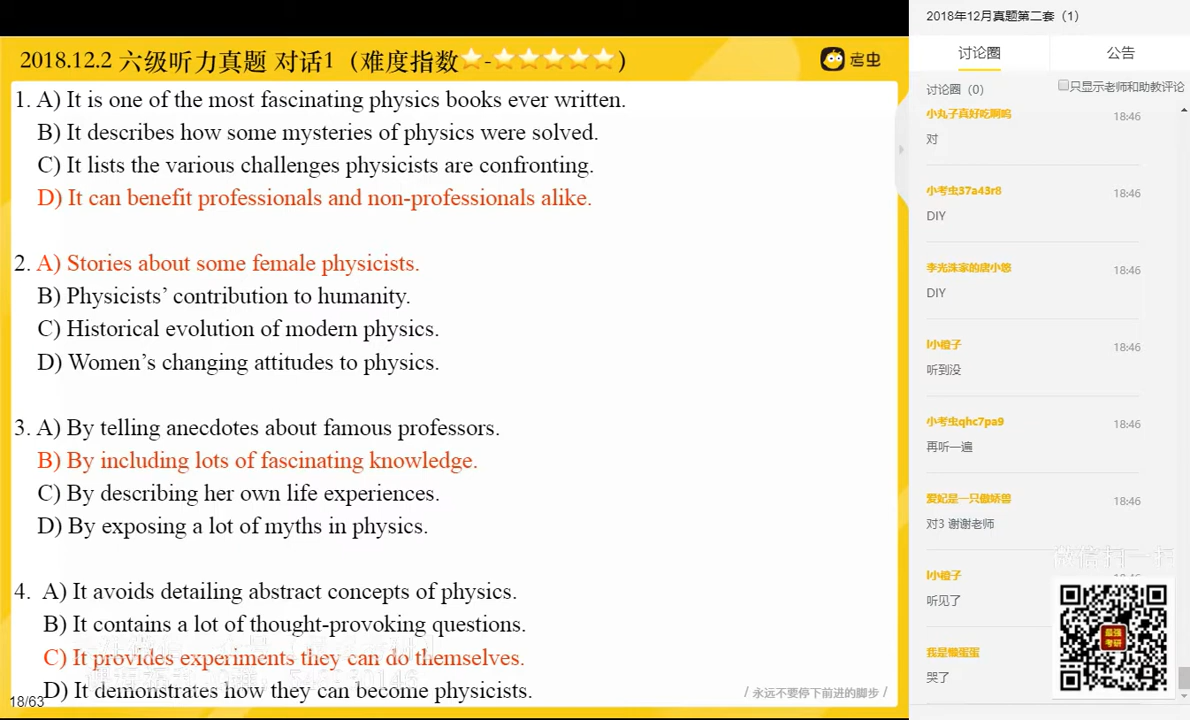 2018.12.2 六级听力真题 对话1（难度指数⭐-⭐⭐⭐⭐⭐）
考虫
1. A) It is one of the most fascinating physics books ever written.
B) It describes how some mysteries of physics were solved.
C) It lists the various challenges physicists are confronting.
D) It can benefit professionals and non-professionals alike.
2. A) Stories about some female physicists.
B) Physicists’ contribution to humanity.
C) Historical evolution of modern physics.
D) Women’s changing attitudes to physics.
3. A) By telling anecdotes about famous professors.
B) By including lots of fascinating knowledge.
C) By describing her own life experiences.
D) By exposing a lot of myths in physics.
4. A) It avoids detailing abstract concepts of physics.
B) It contains a lot of thought-provoking questions.
C) It provides experiments they can do themselves.
D) It demonstrates how they can become physicists.
18/63
/ 永远不要停下前进的脚步 /
2018年12月真题第二套（1）
讨论圈 公告
讨论圈（0） 只显示老师和助教评论
小丸子真好吃啊呜 18:46
对
小考虫37a43r8 18:46
DIY
李光洙家的唐小悠 18:46
DIY
l小橙子 18:46
听到没
小考虫qhc7pa9 18:46
再听一遍
爱妃是一只傲娇兽 18:46
对3 谢谢老师
微信扫一扫
l小橙子 18:46
听见了
最强考研
我是懒蛋蛋
哭了